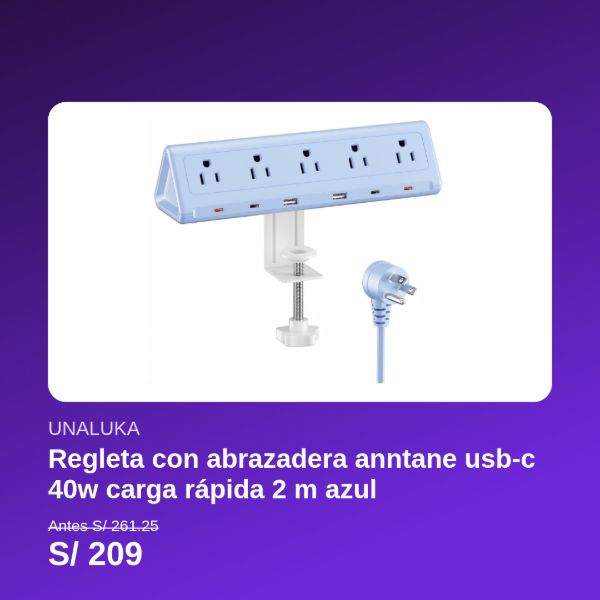 UNALUKA
Regleta con abrazadera anntane usb-c
40w carga rápida 2 m azul
Antes S/ 261.25
S/ 209